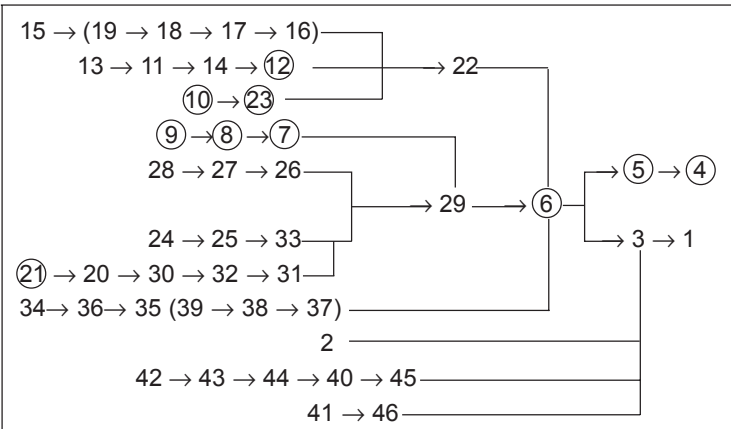 15 → (19 → 18 → 17 → 16)
13 → 11 → 14 → ⑫ → 22
⑩ → ㉓
⑨ → ⑧ → ⑦
28 → 27 → 26
→ ⑤ → ④
→ 29 → ⑥
24 → 25 → 33
→ 3 → 1
㉑ → 20 → 30 → 32 → 31
34 → 36 → 35 (39 → 38 → 37)
2
42 → 43 → 44 → 40 → 45
41 → 46